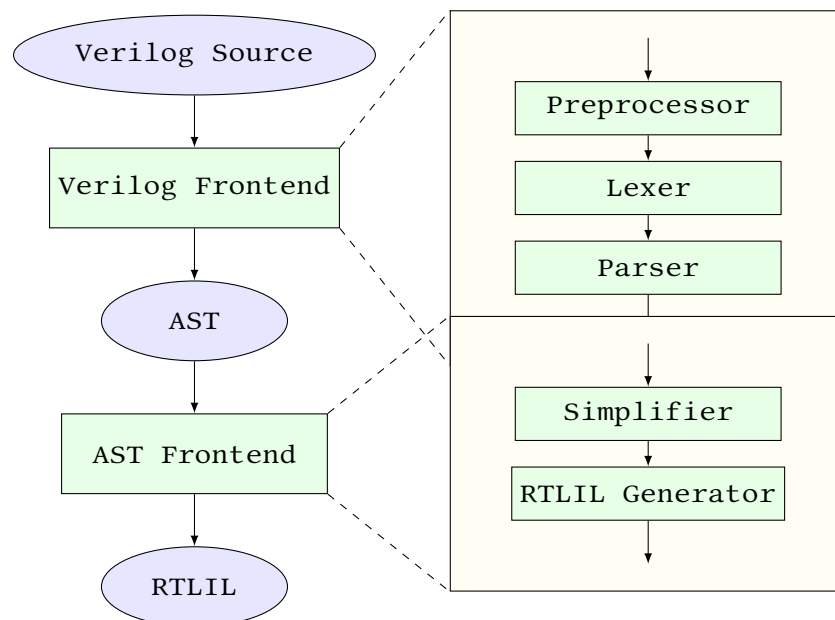 Verilog Source
Verilog Frontend
AST
AST Frontend
RTLIL
Preprocessor
Lexer
Parser
Simplifier
RTLIL Generator